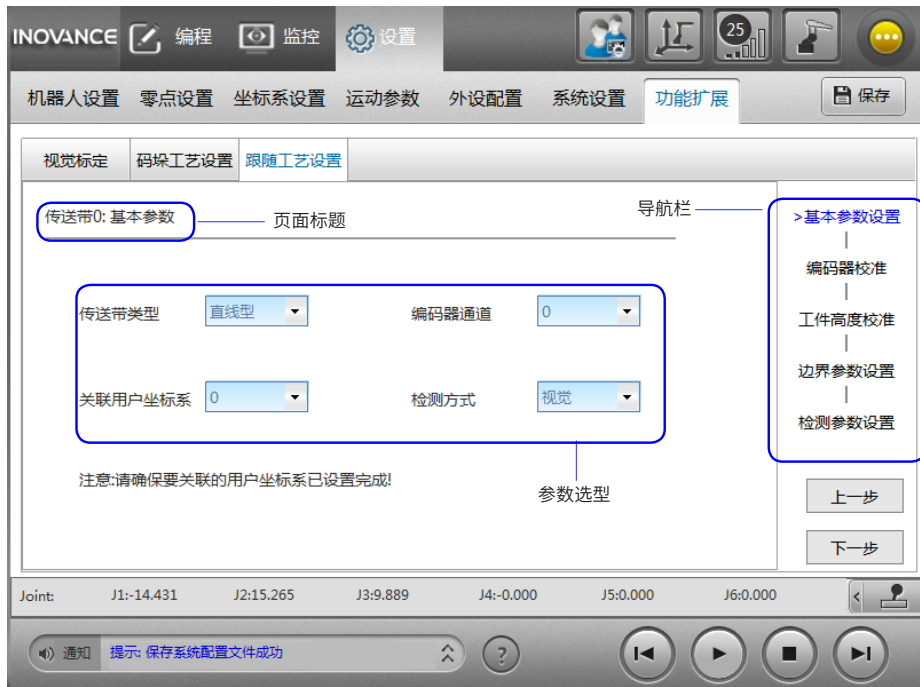 INOVANCE 编程 监控 设置 25
机器人设置 零点设置 坐标系设置 运动参数 外设配置 系统设置 功能扩展 保存
视觉标定 码垛工艺设置 跟随工艺设置
传送带0: 基本参数 页面标题 导航栏 >基本参数设置
编码器校准
传送带类型 直线型 编码器通道 0 工件高度校准
边界参数设置
关联用户坐标系 0 检测方式 视觉
检测参数设置
注意:请确保要关联的用户坐标系已设置完成!
参数选型 上一步
下一步
Joint: J1:-14.431 J2:15.265 J3:9.889 J4:-0.000 J5:0.000 J6:0.000 <
通知 提示: 保存系统配置文件成功 ?